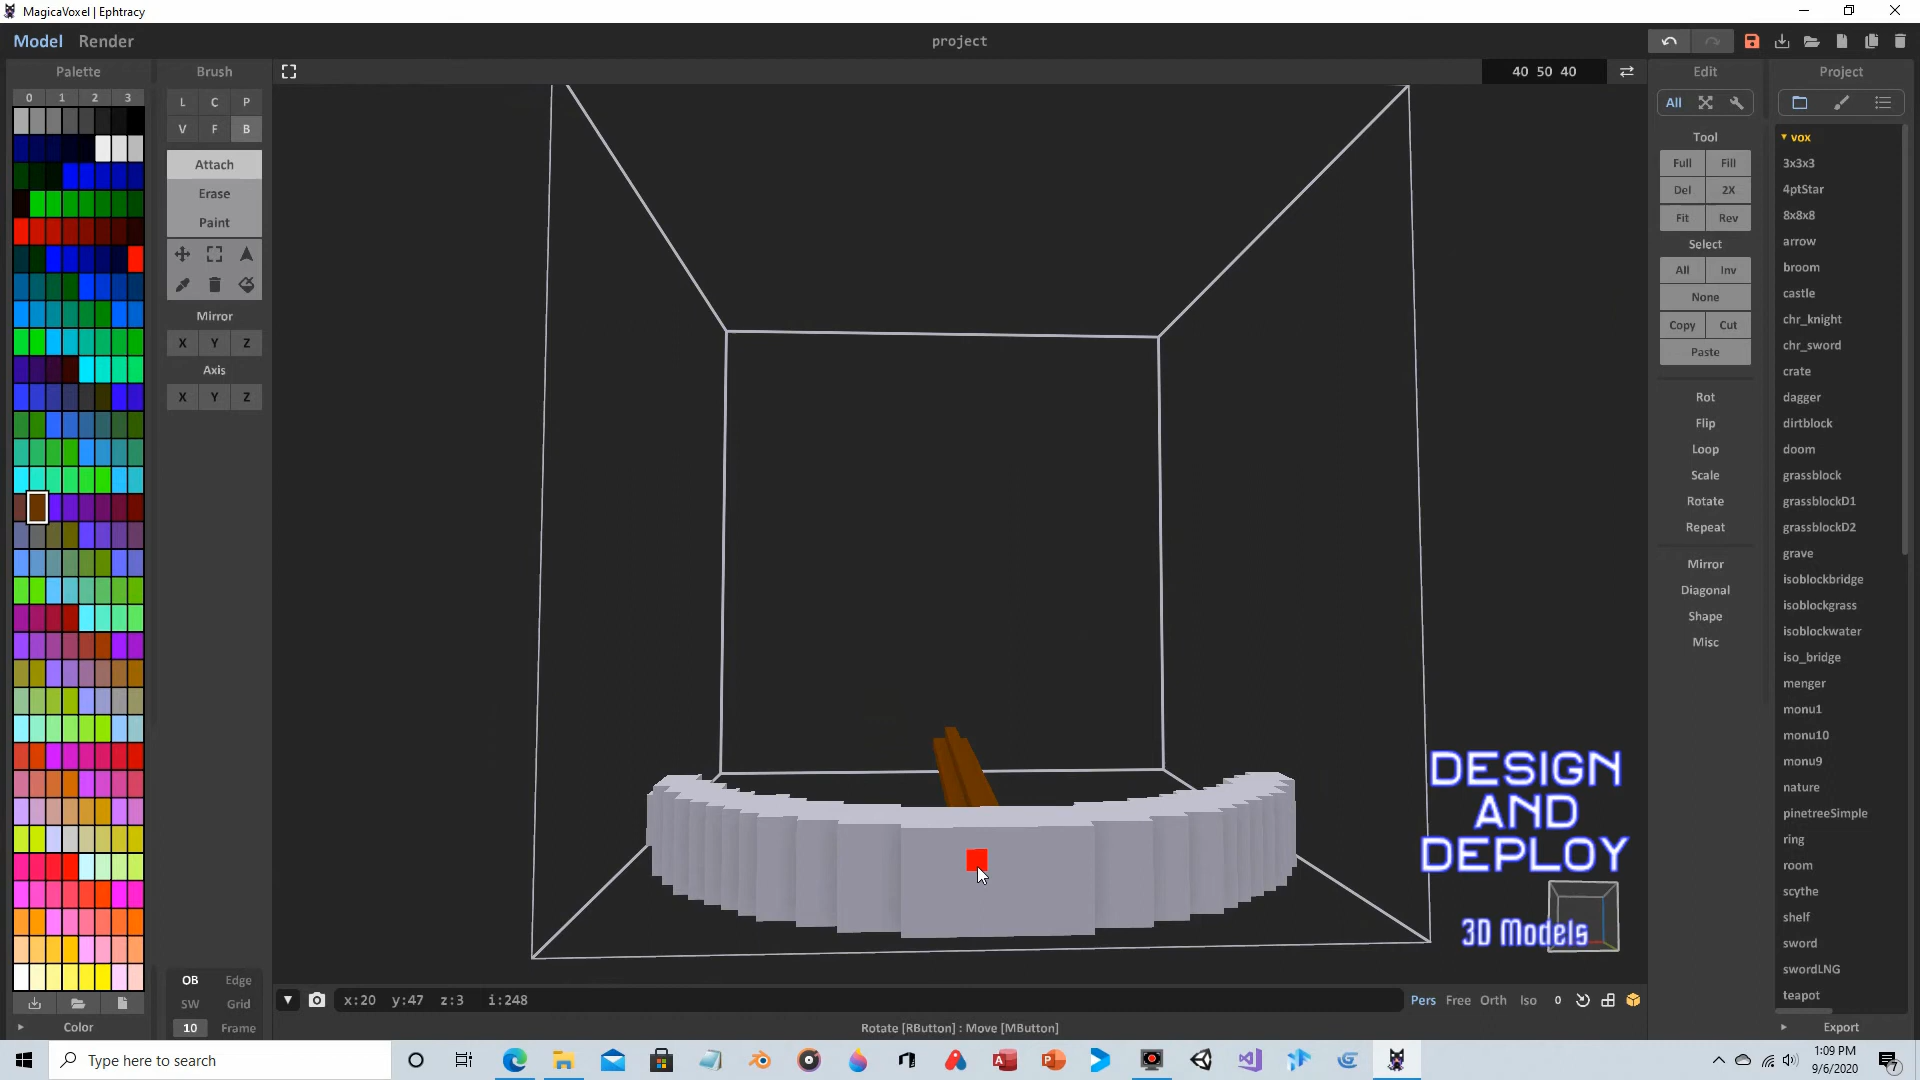 MagicaVoxel | Ephtracy
Model Render
project
Palette
Brush
40 50 40
Edit
Project
0 1 2 3
L C P
V F B
Attach
Erase
Paint
Mirror
X Y Z
Axis
X Y Z
OB Edge
SW Grid
10 Frame
Color
All
Tool
Full Fill
Del 2X
Fit Rev
Select
All Inv
None
Copy Cut
Paste
Rot
Flip
Loop
Scale
Rotate
Repeat
Mirror
Diagonal
Shape
Misc
vox
3x3x3
4ptStar
8x8x8
arrow
broom
castle
chr_knight
chr_sword
crate
dagger
dirtblock
doom
grassblock
grassblockD1
grassblockD2
grave
isoblockbridge
isoblockgrass
isoblockwater
iso_bridge
menger
monu1
monu10
monu9
nature
pinetreeSimple
ring
room
scythe
shelf
sword
swordLNG
teapot
Export
DESIGN
AND
DEPLOY
3D Models
x:20 y:47 z:3 i:248
Pers Free Orth Iso 0
Rotate [RButton] : Move [MButton]
Type here to search
1:09 PM
9/6/2020
7